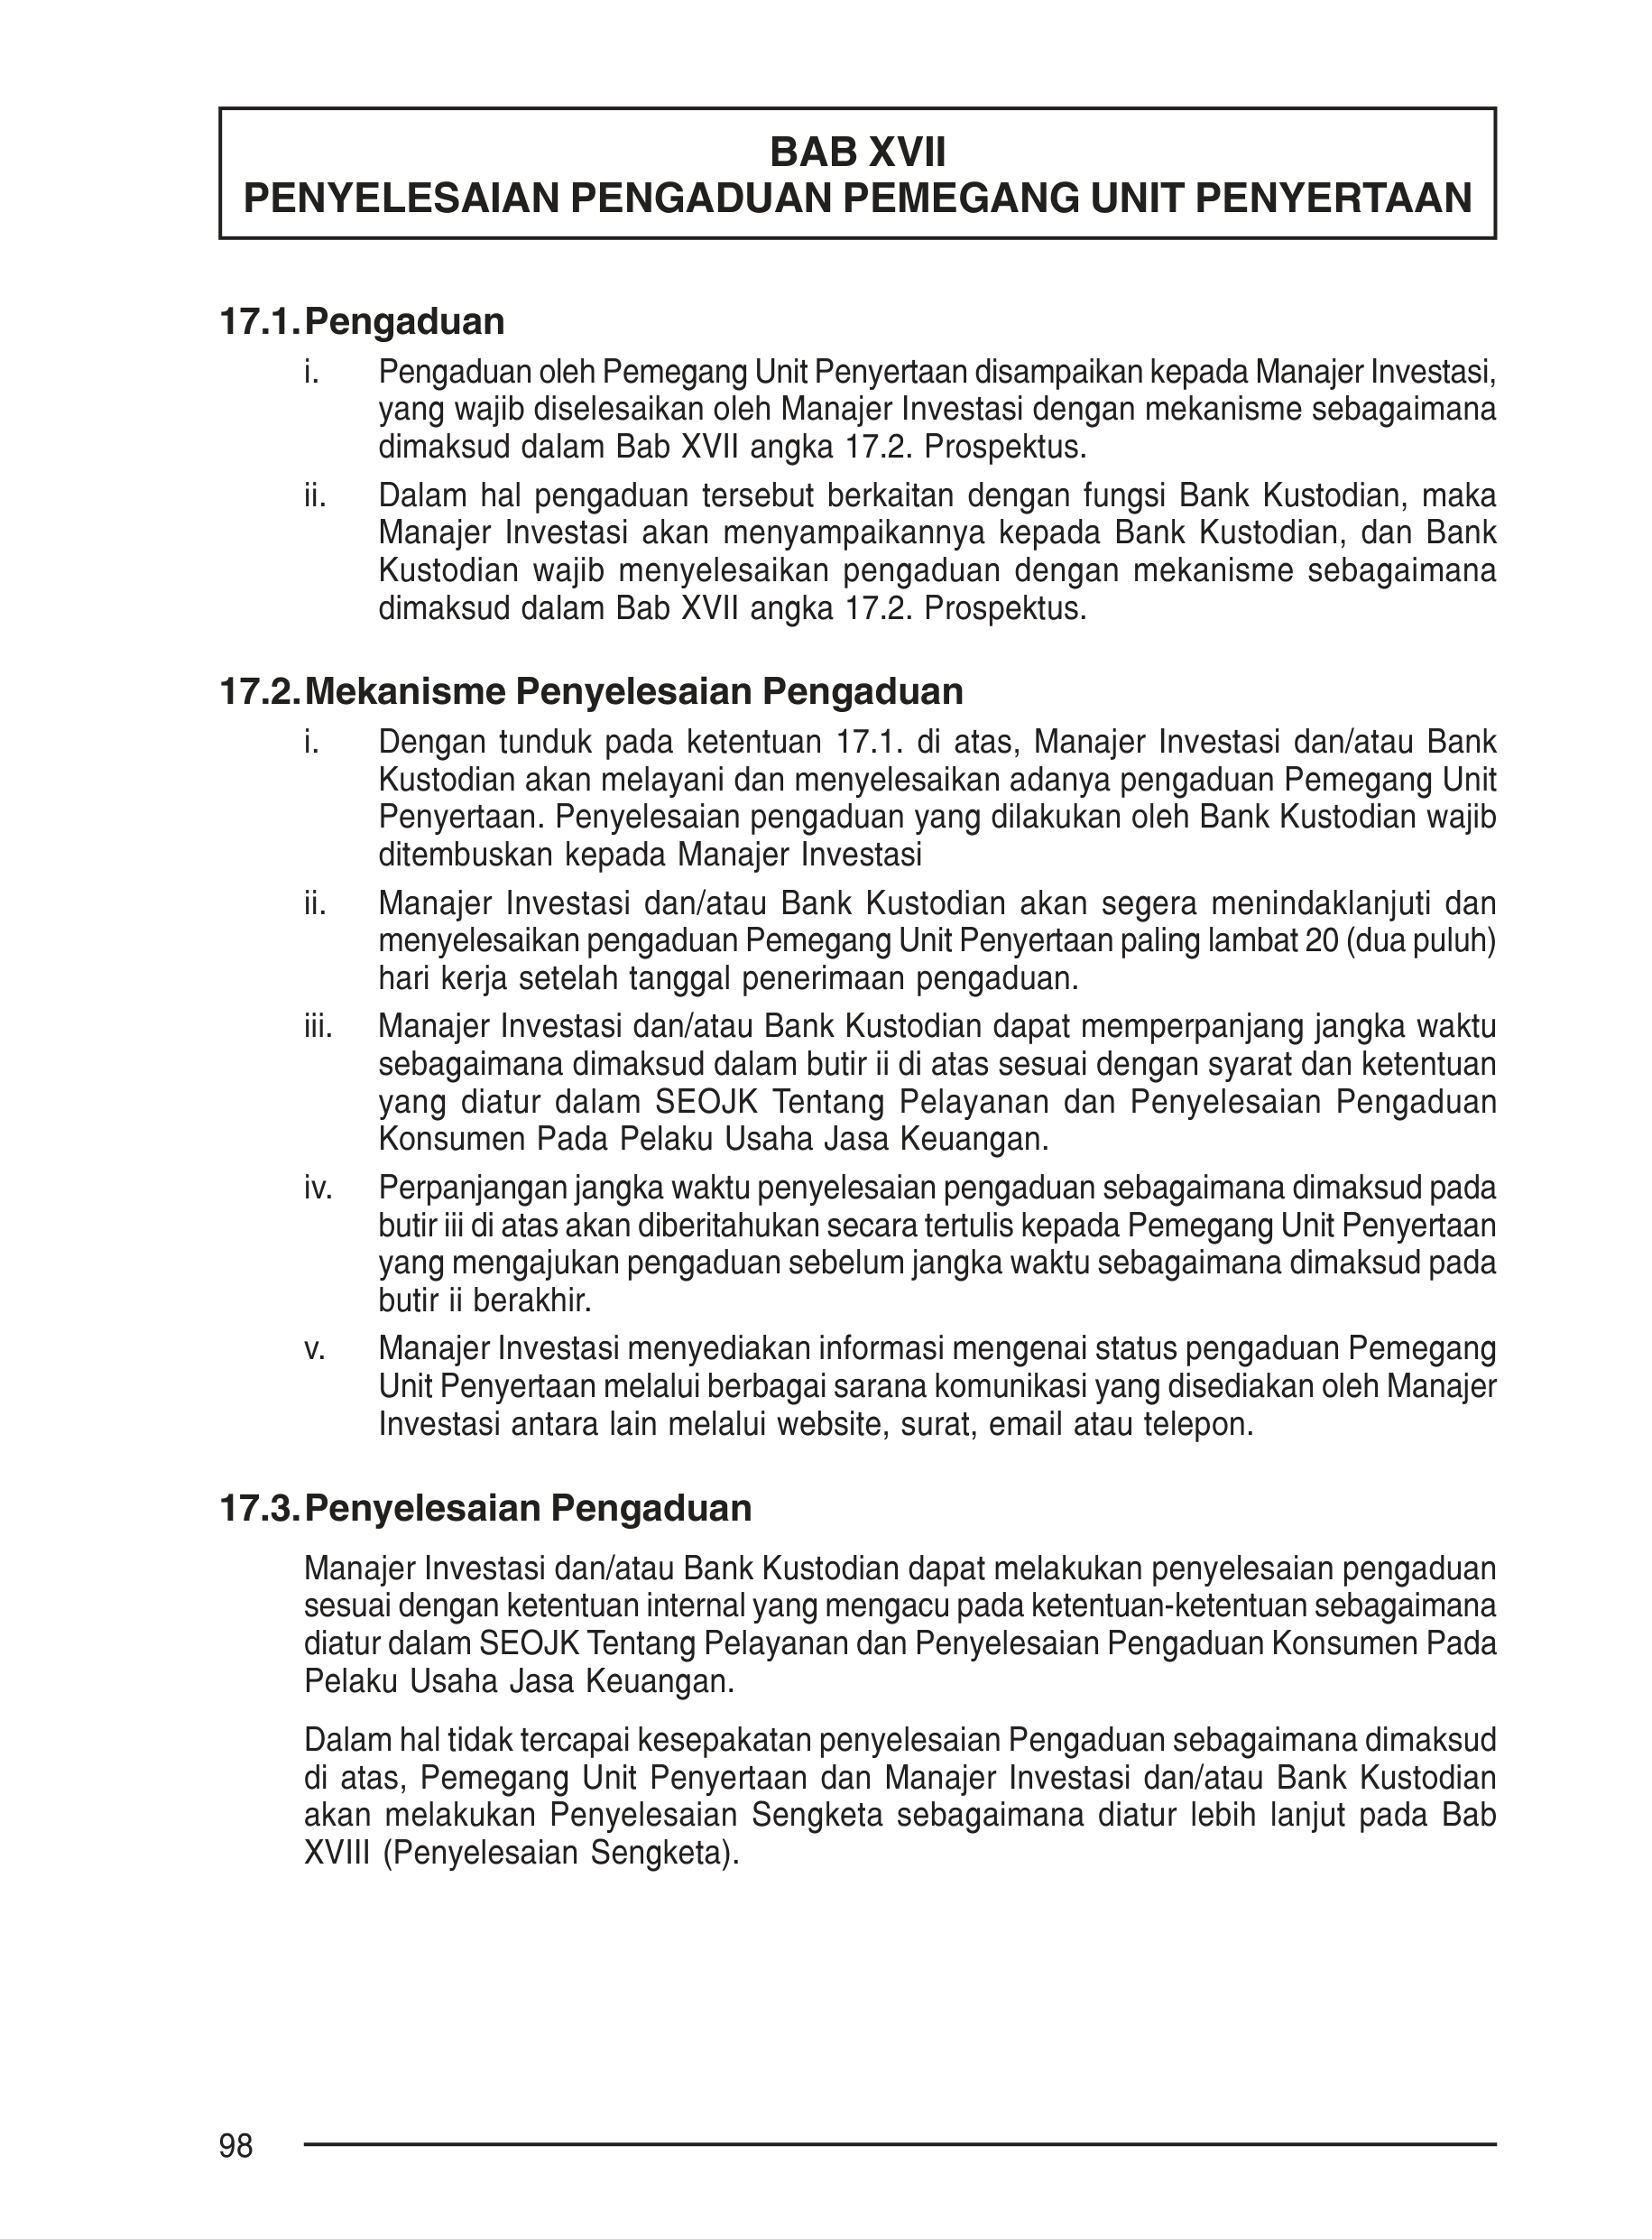 BAB XVII
PENYELESAIAN PENGADUAN PEMEGANG UNIT PENYERTAAN
17.1. Pengaduan
i. Pengaduan oleh Pemegang Unit Penyertaan disampaikan kepada Manajer Investasi,
yang wajib diselesaikan oleh Manajer Investasi dengan mekanisme sebagaimana
dimaksud dalam Bab XVII angka 17.2. Prospektus.
ii. Dalam hal pengaduan tersebut berkaitan dengan fungsi Bank Kustodian, maka
Manajer Investasi akan menyampaikannya kepada Bank Kustodian, dan Bank
Kustodian wajib menyelesaikan pengaduan dengan mekanisme sebagaimana
dimaksud dalam Bab XVII angka 17.2. Prospektus.
17.2. Mekanisme Penyelesaian Pengaduan
i. Dengan tunduk pada ketentuan 17.1. di atas, Manajer Investasi dan/atau Bank
Kustodian akan melayani dan menyelesaikan adanya pengaduan Pemegang Unit
Penyertaan. Penyelesaian pengaduan yang dilakukan oleh Bank Kustodian wajib
ditembuskan kepada Manajer Investasi
ii. Manajer Investasi dan/atau Bank Kustodian akan segera menindaklanjuti dan
menyelesaikan pengaduan Pemegang Unit Penyertaan paling lambat 20 (dua puluh)
hari kerja setelah tanggal penerimaan pengaduan.
iii. Manajer Investasi dan/atau Bank Kustodian dapat memperpanjang jangka waktu
sebagaimana dimaksud dalam butir ii di atas sesuai dengan syarat dan ketentuan
yang diatur dalam SEOJK Tentang Pelayanan dan Penyelesaian Pengaduan
Konsumen Pada Pelaku Usaha Jasa Keuangan.
iv. Perpanjangan jangka waktu penyelesaian pengaduan sebagaimana dimaksud pada
butir iii di atas akan diberitahukan secara tertulis kepada Pemegang Unit Penyertaan
yang mengajukan pengaduan sebelum jangka waktu sebagaimana dimaksud pada
butir ii berakhir.
v. Manajer Investasi menyediakan informasi mengenai status pengaduan Pemegang
Unit Penyertaan melalui berbagai sarana komunikasi yang disediakan oleh Manajer
Investasi antara lain melalui website, surat, email atau telepon.
17.3. Penyelesaian Pengaduan
Manajer Investasi dan/atau Bank Kustodian dapat melakukan penyelesaian pengaduan
sesuai dengan ketentuan internal yang mengacu pada ketentuan-ketentuan sebagaimana
diatur dalam SEOJK Tentang Pelayanan dan Penyelesaian Pengaduan Konsumen Pada
Pelaku Usaha Jasa Keuangan.
Dalam hal tidak tercapai kesepakatan penyelesaian Pengaduan sebagaimana dimaksud
di atas, Pemegang Unit Penyertaan dan Manajer Investasi dan/atau Bank Kustodian
akan melakukan Penyelesaian Sengketa sebagaimana diatur lebih lanjut pada Bab
XVIII (Penyelesaian Sengketa).
98